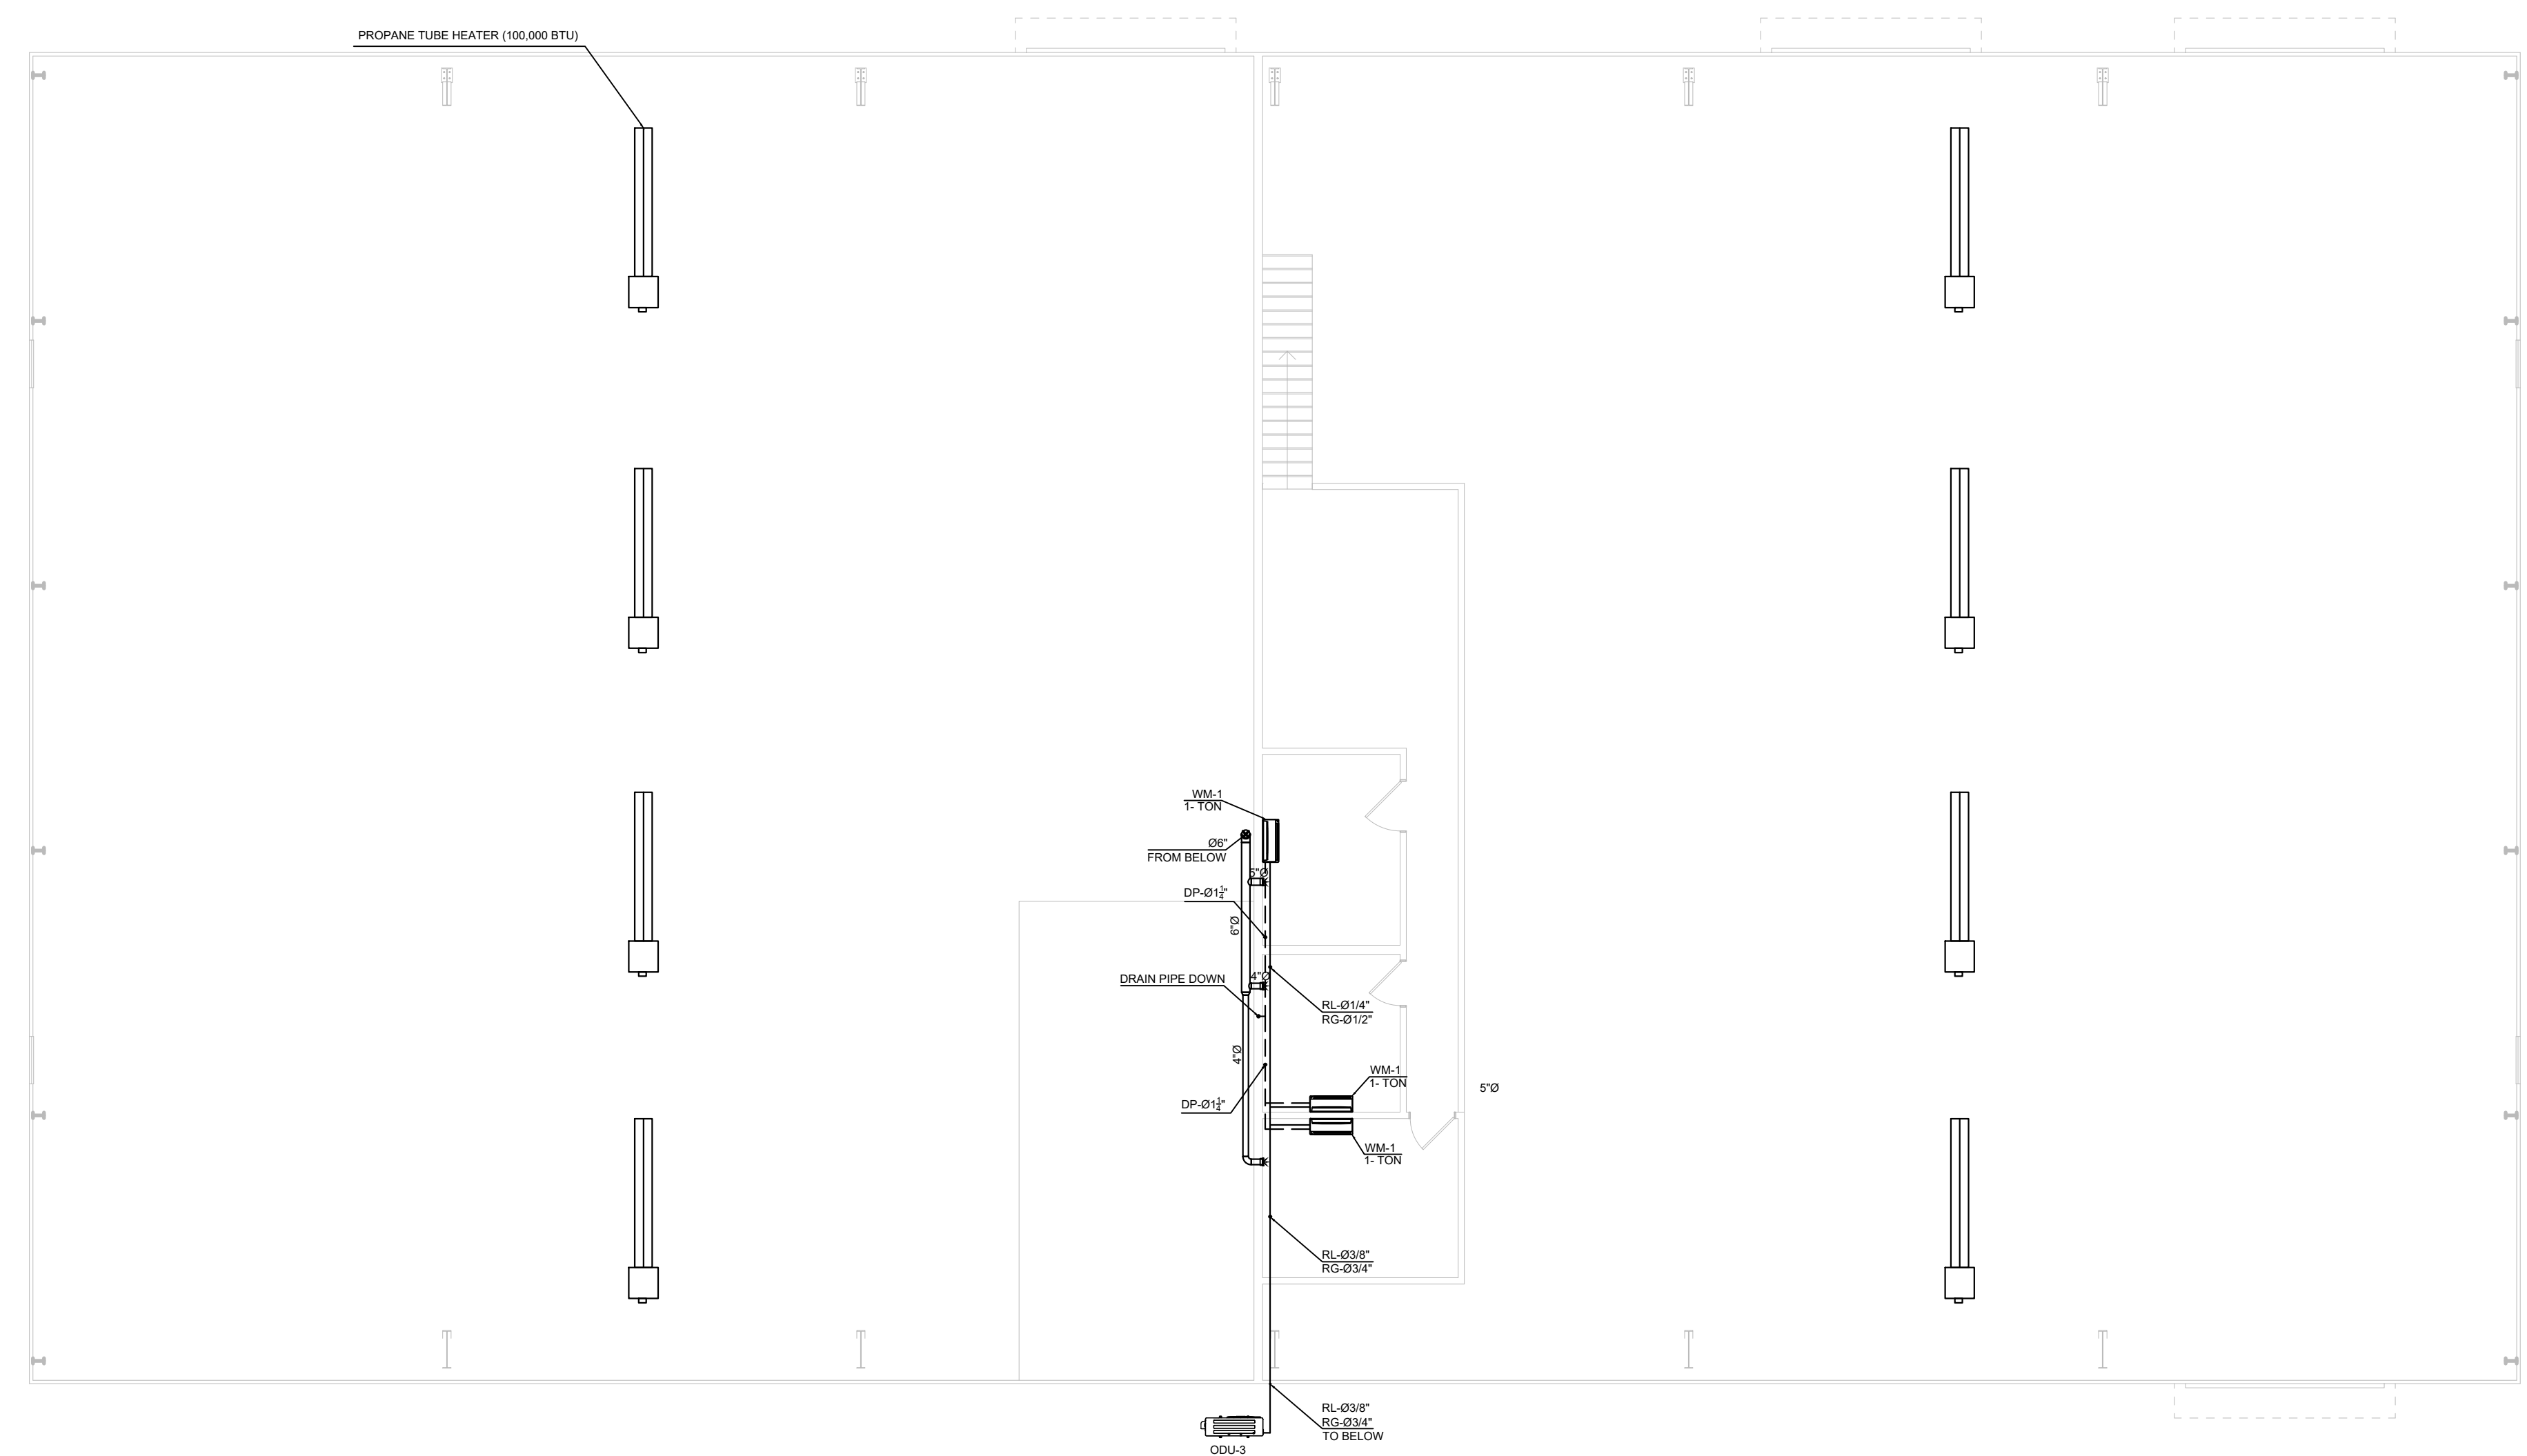 PROPANE TUBE HEATER (100,000 BTU)
WM-1
1- TON
Ø6"
FROM BELOW
5"Ø
DP-Ø1¼"
6"Ø
DRAIN PIPE DOWN
4"Ø
RL-Ø1/4"
RG-Ø1/2"
4"Ø
WM-1
1- TON
5"Ø
DP-Ø1¼"
WM-1
1- TON
RL-Ø3/8"
RG-Ø3/4"
RL-Ø3/8"
RG-Ø3/4"
TO BELOW
ODU-3